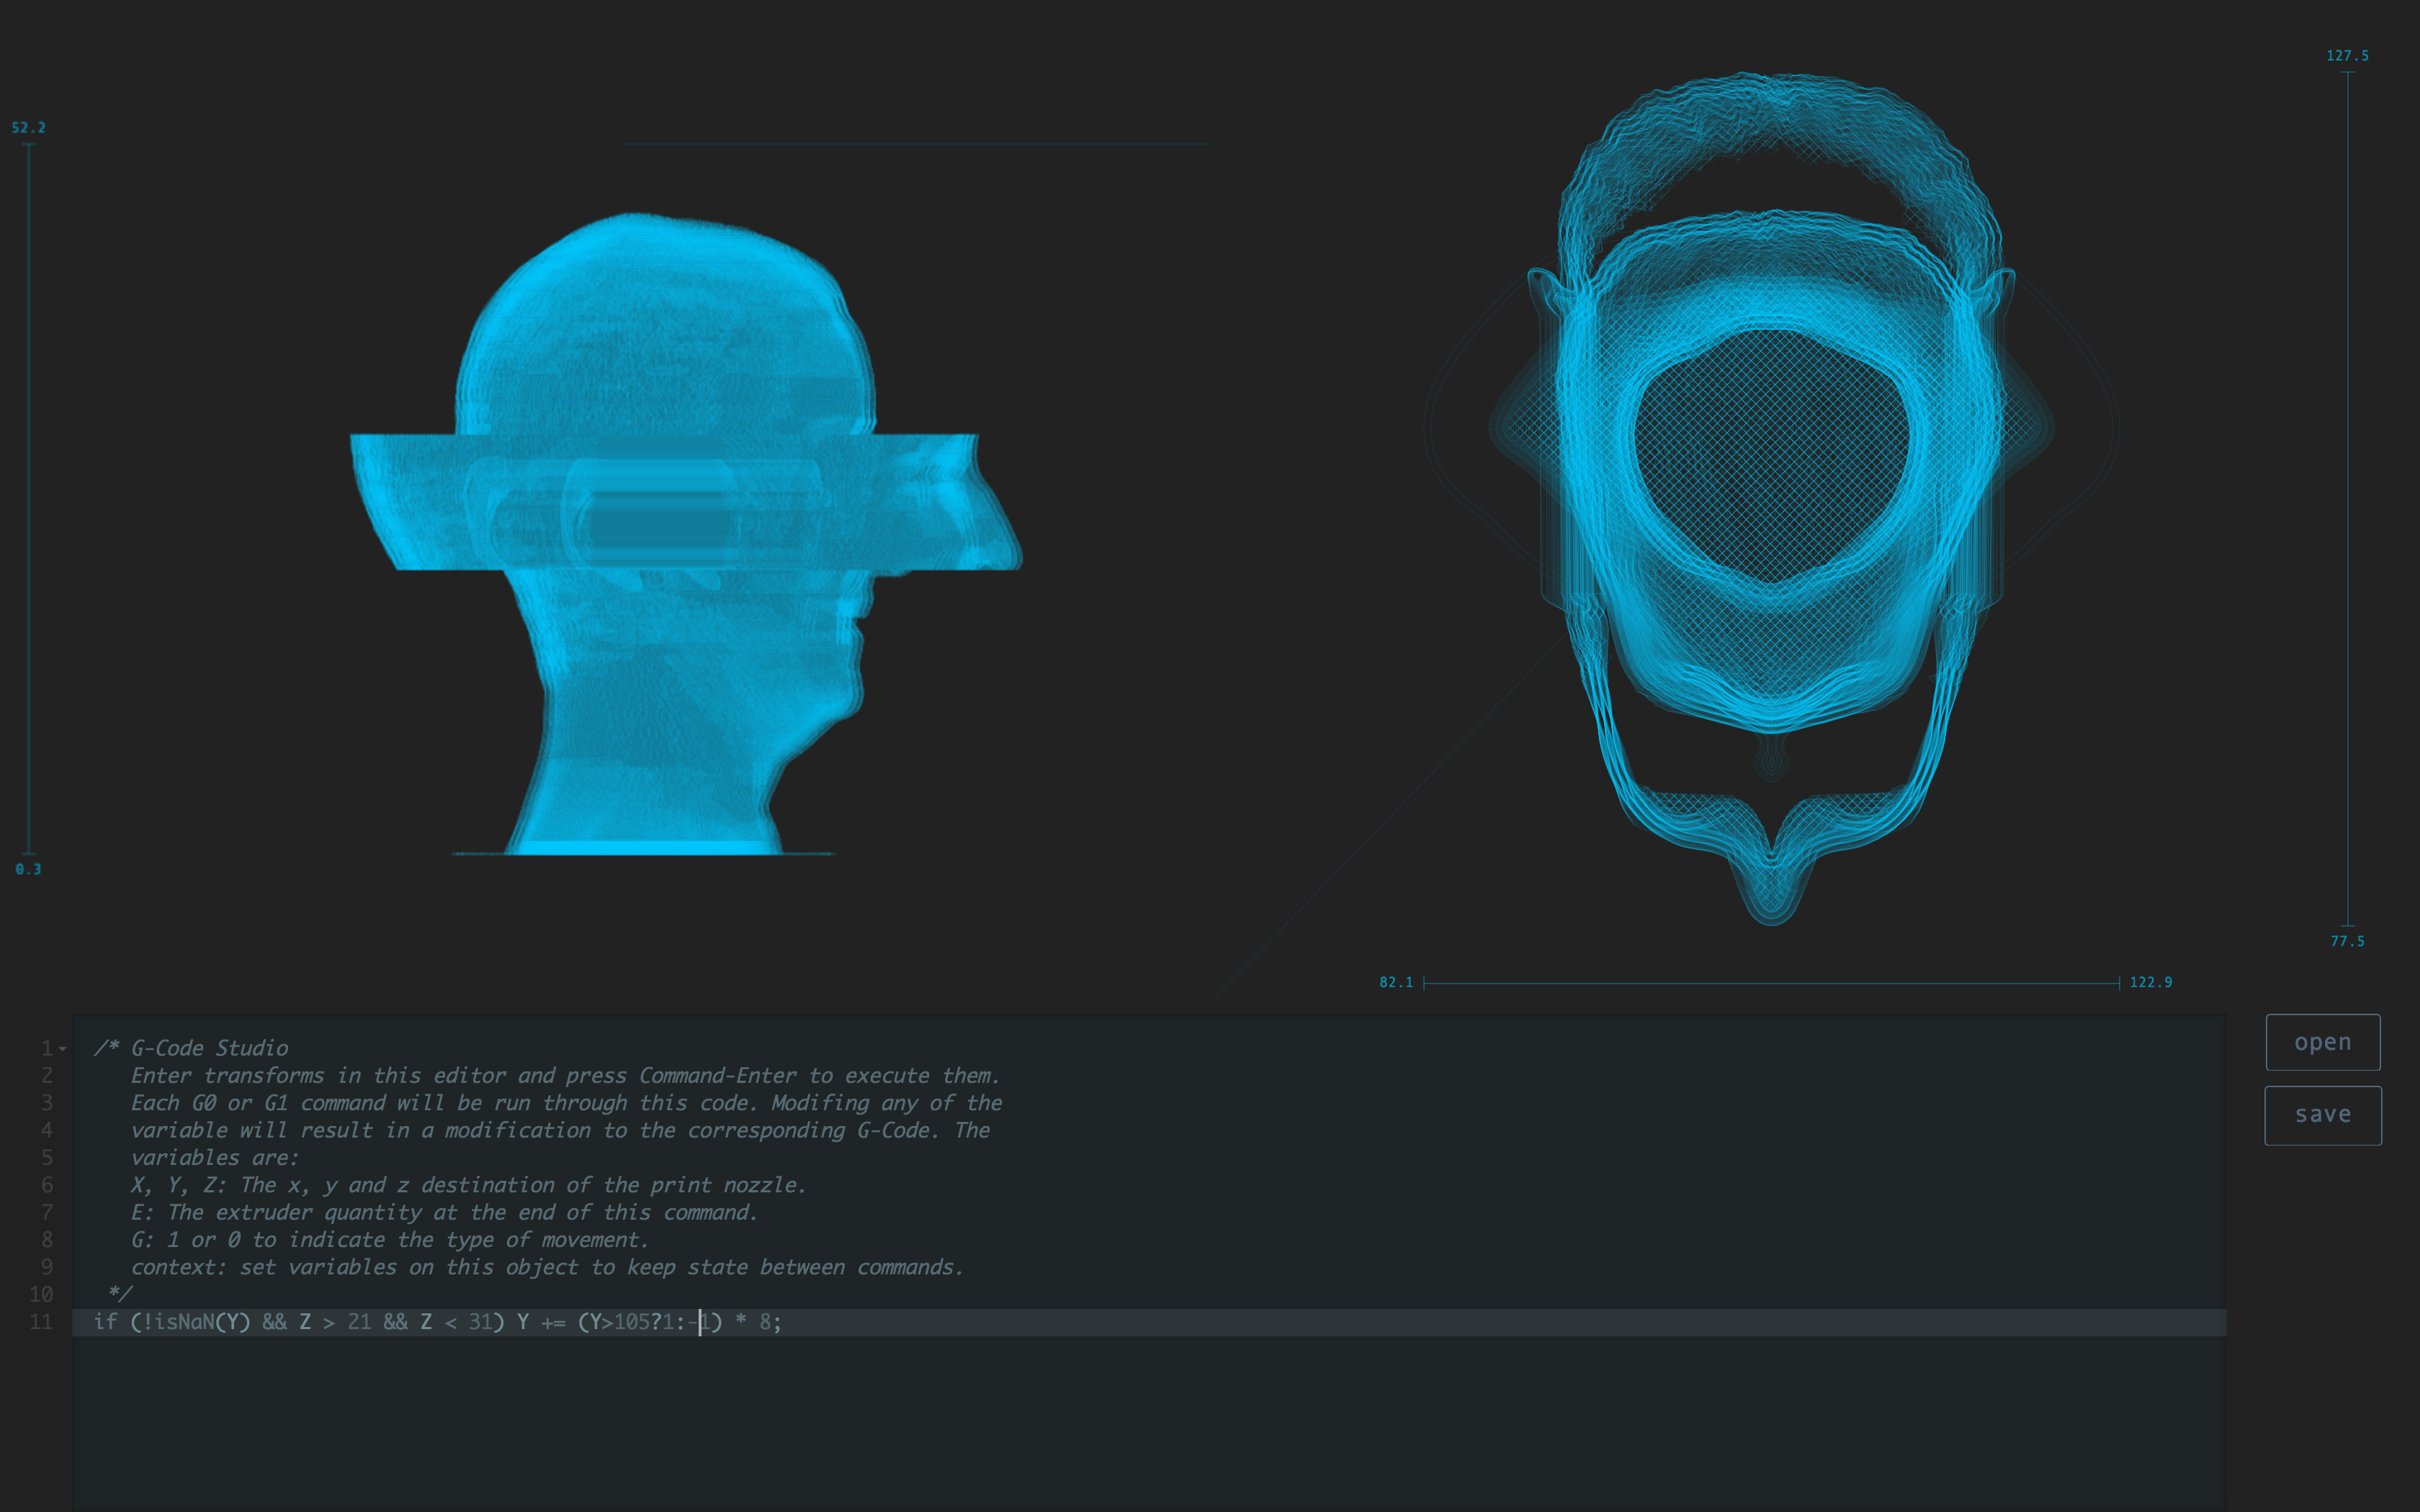 127.5
52.2
0.3
77.5
82.1 122.9
open
save
1 /* G-Code Studio
2 Enter transforms in this editor and press Command-Enter to execute them.
3 Each G0 or G1 command will be run through this code. Modifing any of the
4 variable will result in a modification to the corresponding G-Code. The
5 variables are:
6 X, Y, Z: The x, y and z destination of the print nozzle.
7 E: The extruder quantity at the end of this command.
8 G: 1 or 0 to indicate the type of movement.
9 context: set variables on this object to keep state between commands.
10 */
11 if (!isNaN(Y) && Z > 21 && Z < 31) Y += (Y>105?1:-1) * 8;